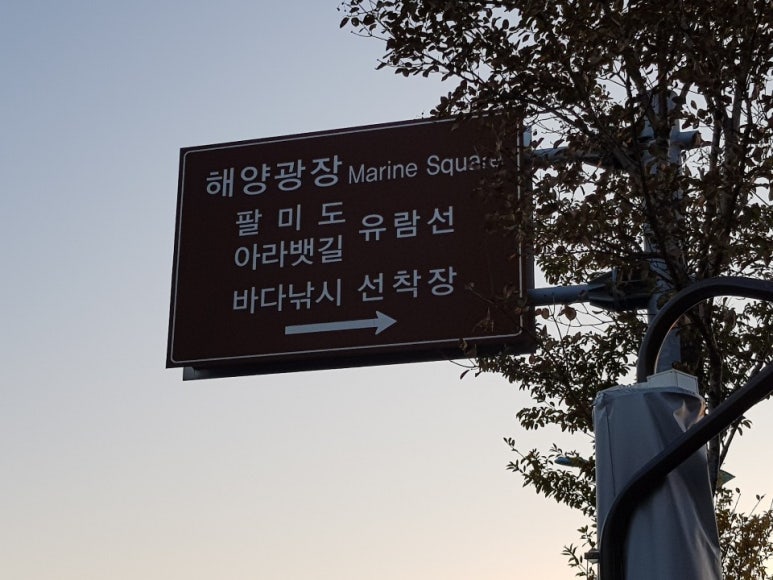 해양광장 Marine Square
팔 미 도
아라뱃길 유람선
바다낚시 선착장